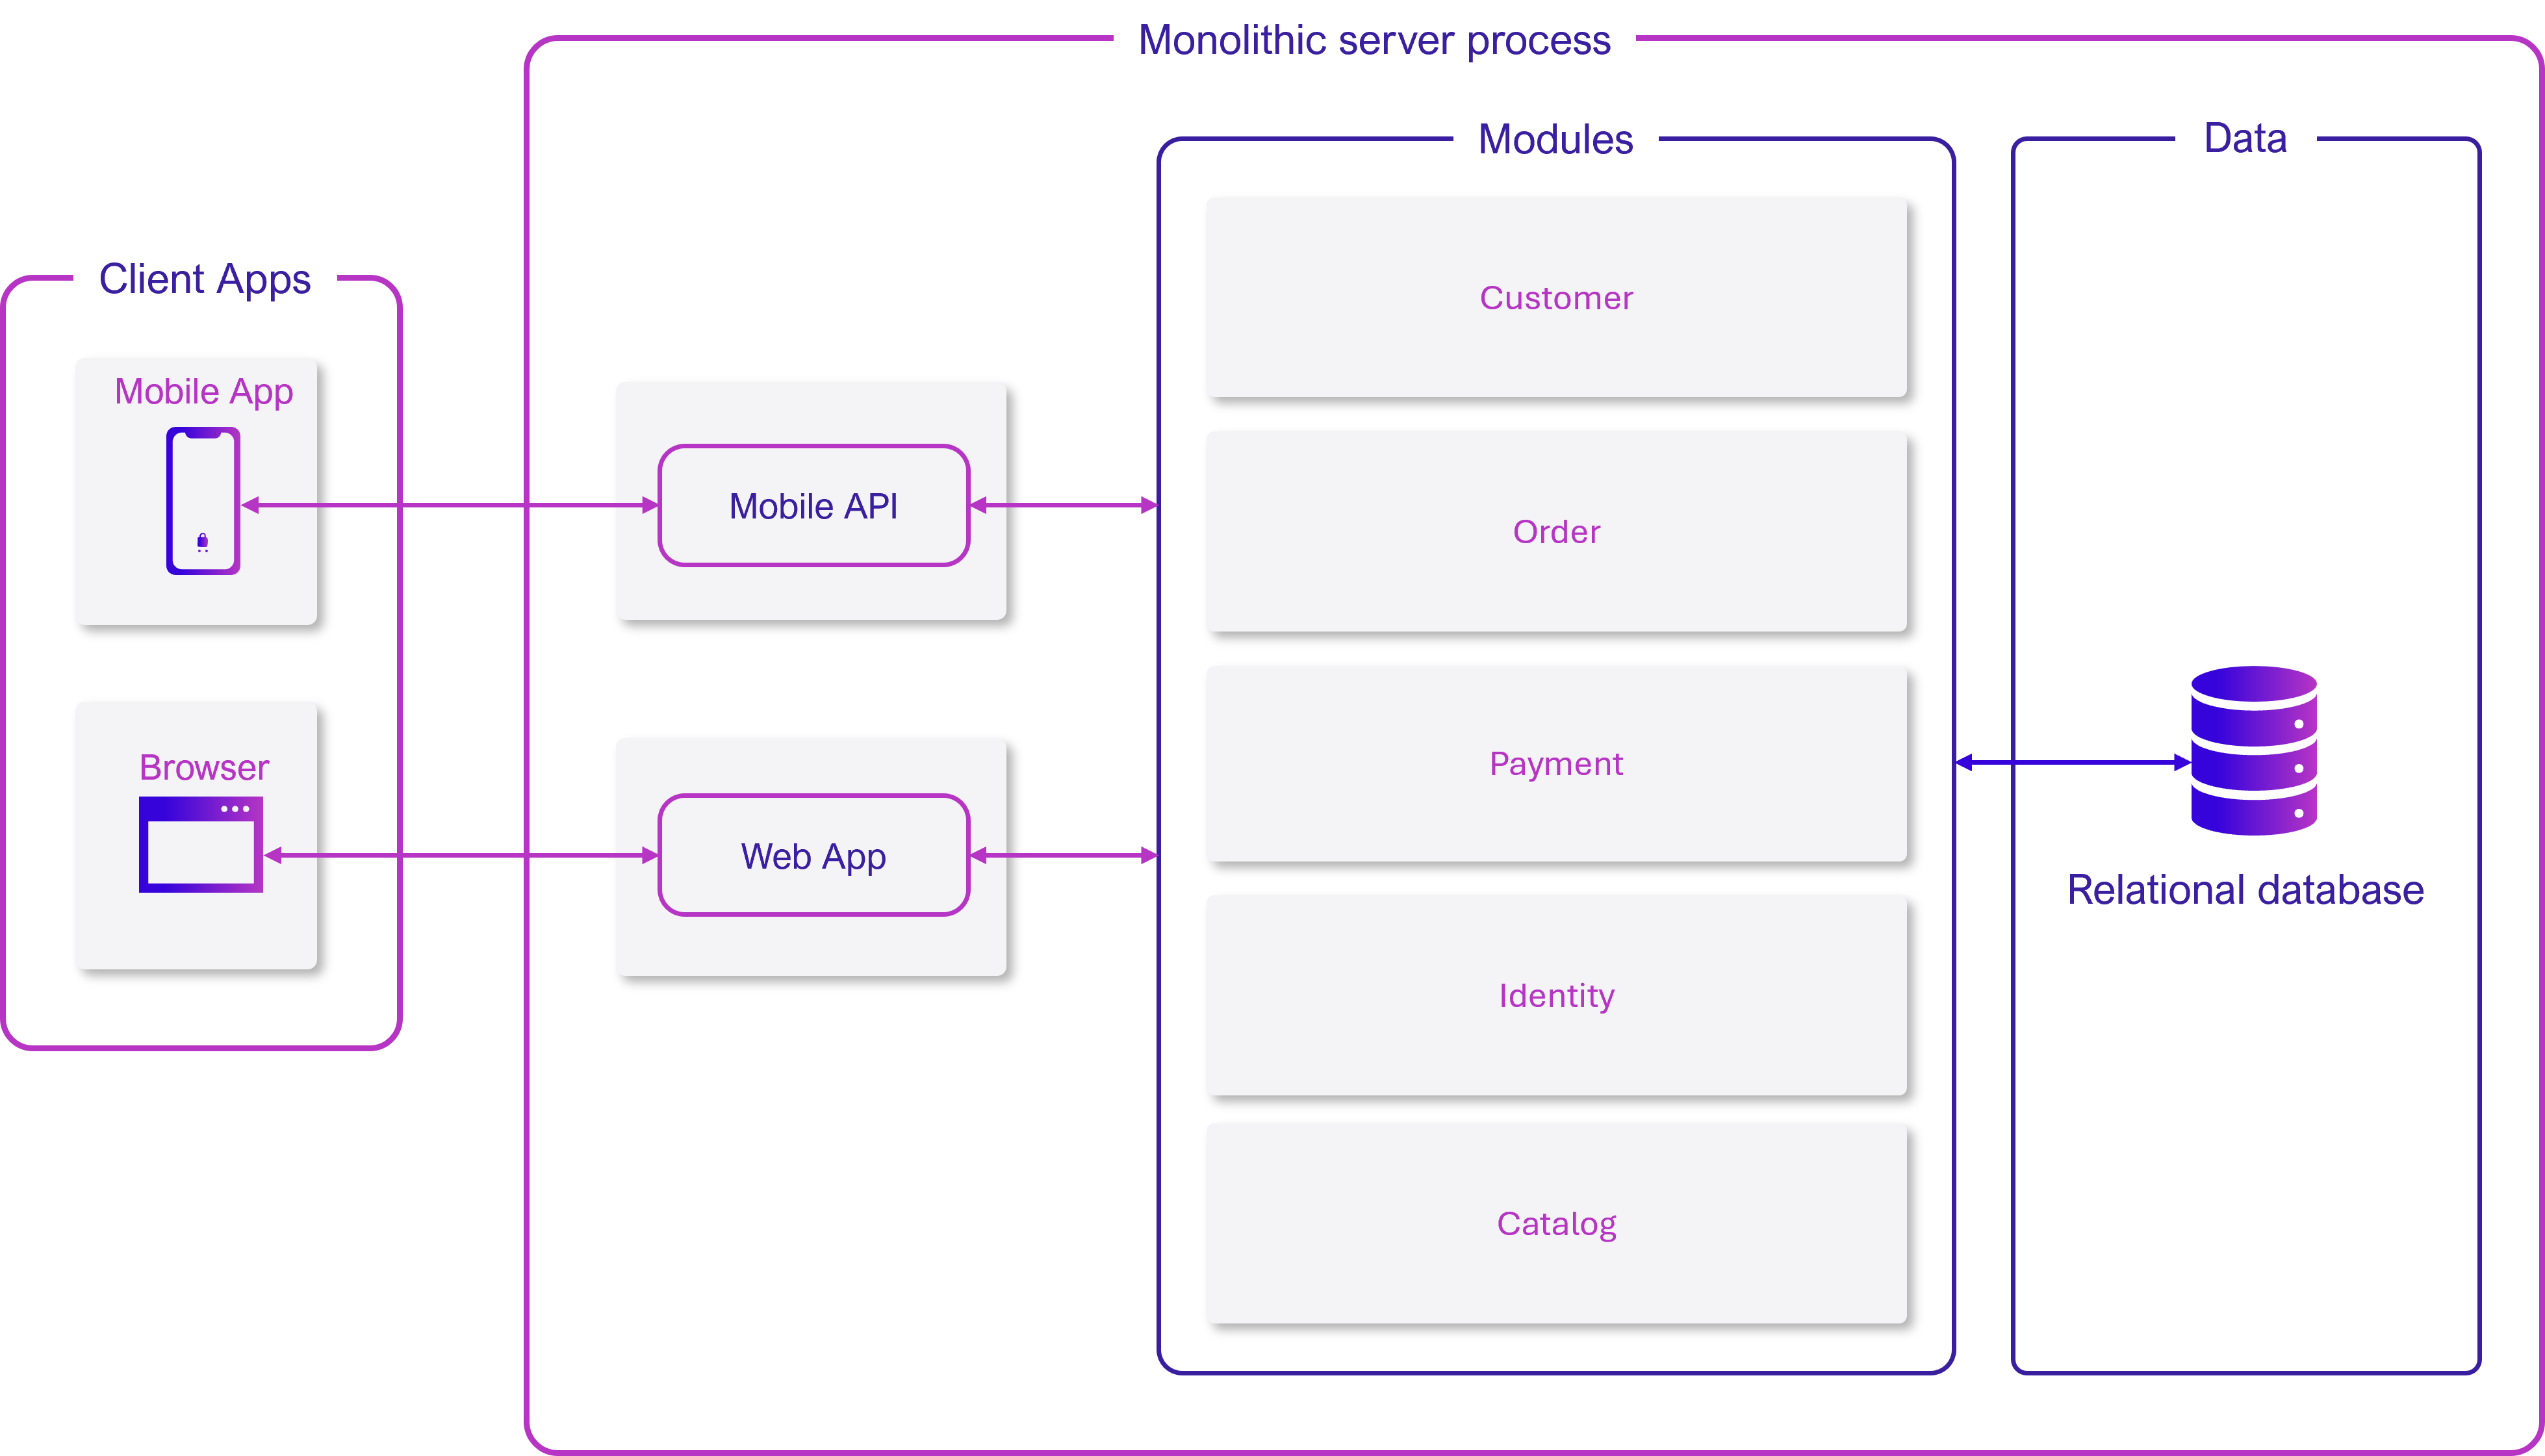 Monolithic server process
Client Apps
Mobile App
Browser
Mobile API
Web App
Modules
Customer
Order
Payment
Identity
Catalog
Data
Relational database